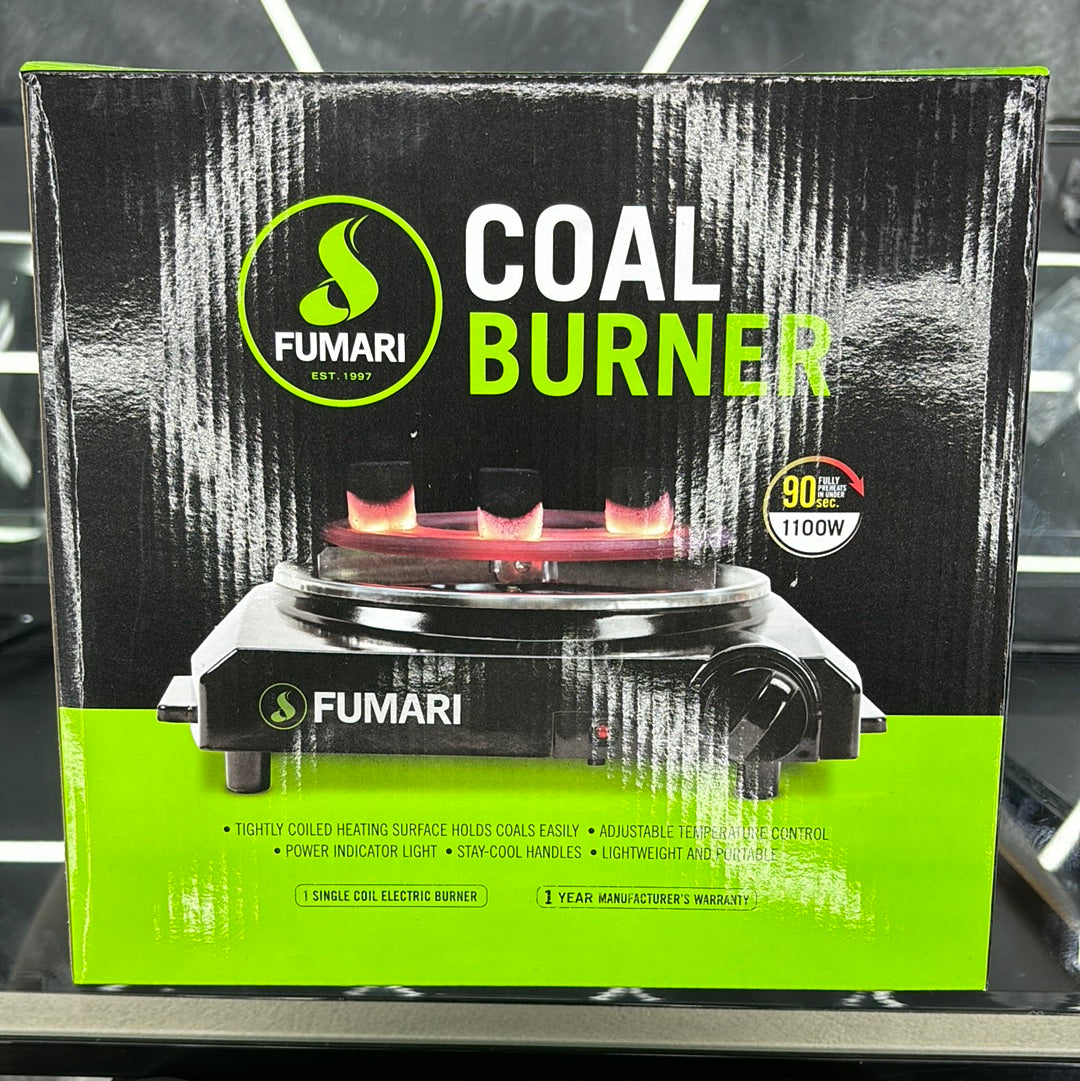 COAL
BURNER
FUMARI
EST. 1997
90 sec.
FULLY
PREHEATS
IN UNDER
1100W
FUMARI
• TIGHTLY COILED HEATING SURFACE HOLDS COALS EASILY • ADJUSTABLE TEMPERATURE CONTROL
• POWER INDICATOR LIGHT • STAY-COOL HANDLES • LIGHTWEIGHT AND PORTABLE
1 SINGLE COIL ELECTRIC BURNER
1 YEAR MANUFACTURER'S WARRANTY